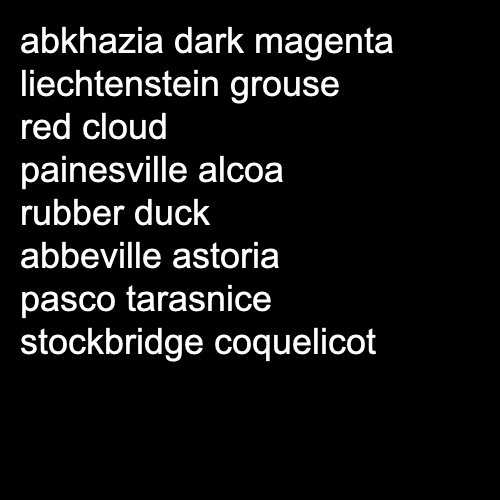 abkhazia dark magenta
liechtenstein grouse
red cloud
painesville alcoa
rubber duck
abbeville astoria
pasco tarasnice
stockbridge coquelicot